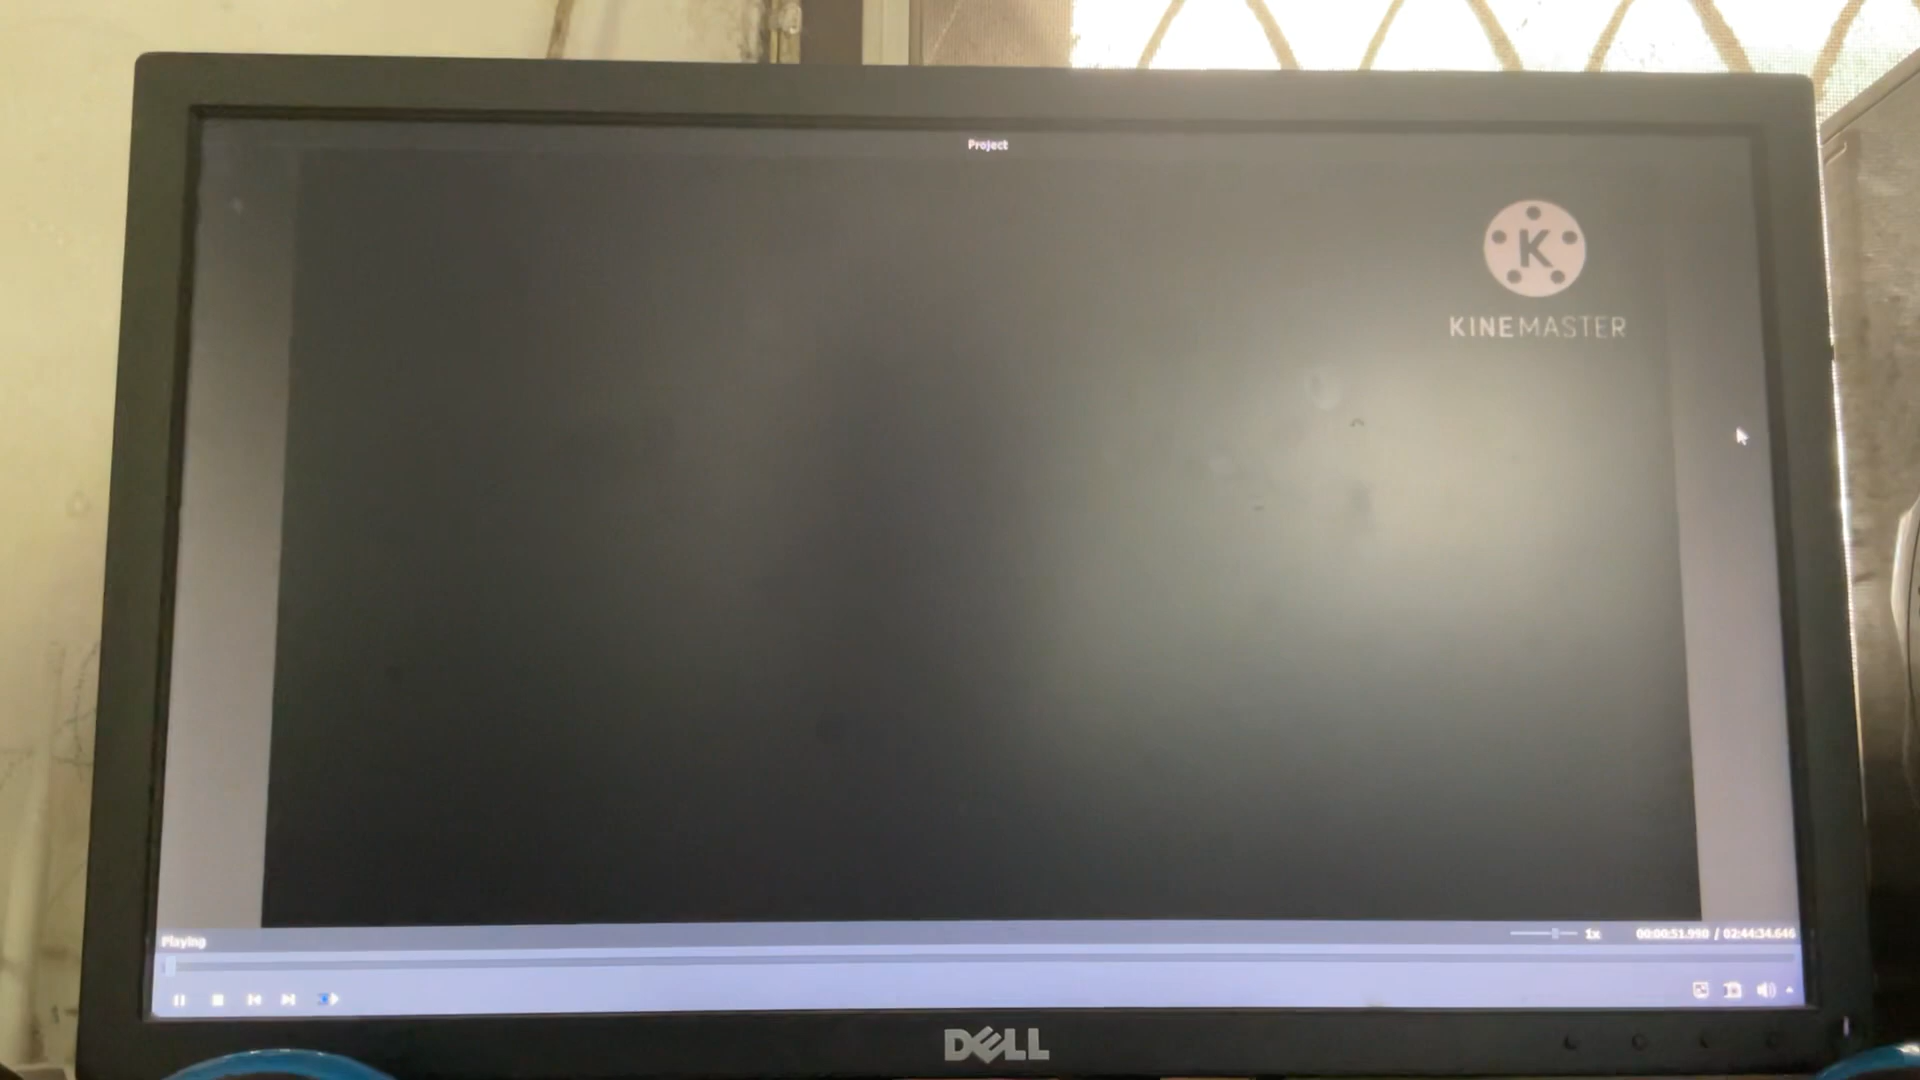 Project
K
KINEMASTER
Playing
1x
00:00:51.990 / 02:44:34.646
DELL